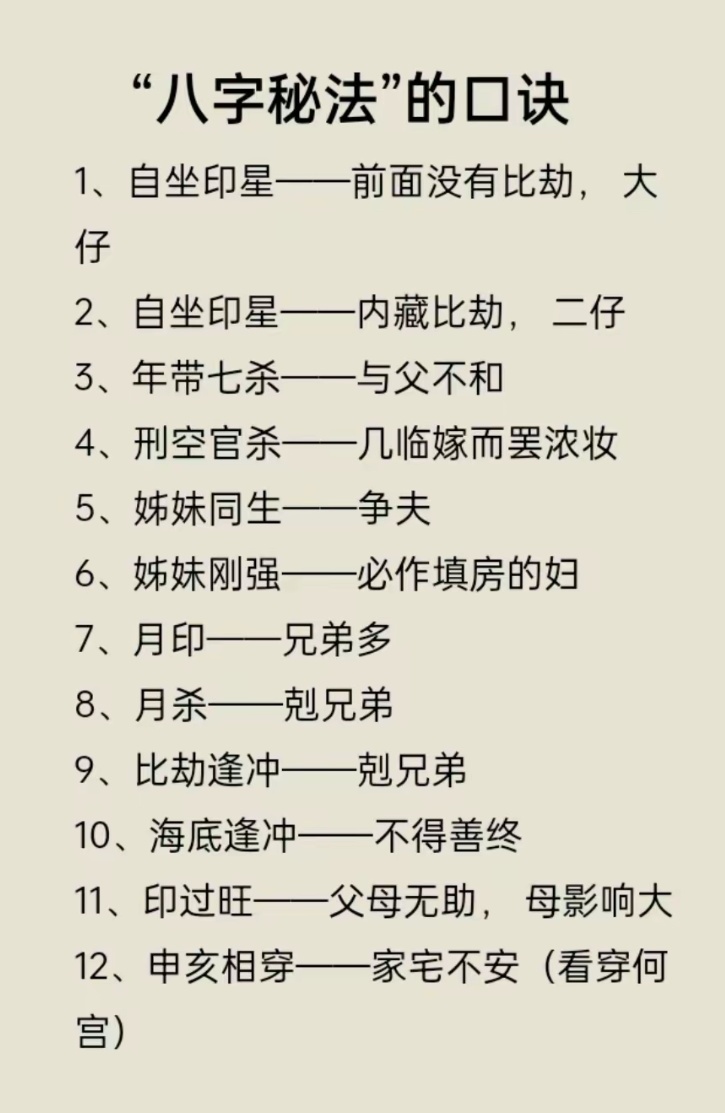 “八字秘法”的口诀
1、自坐印星——前面没有比劫， 大
仔
2、自坐印星——内藏比劫， 二仔
3、年带七杀——与父不和
4、刑空官杀——几临嫁而罢浓妆
5、姊妹同生——争夫
6、姊妹刚强——必作填房的妇
7、月印——兄弟多
8、月杀——剋兄弟
9、比劫逢冲——剋兄弟
10、海底逢冲——不得善终
11、印过旺——父母无助， 母影响大
12、申亥相穿——家宅不安（看穿何
宫）